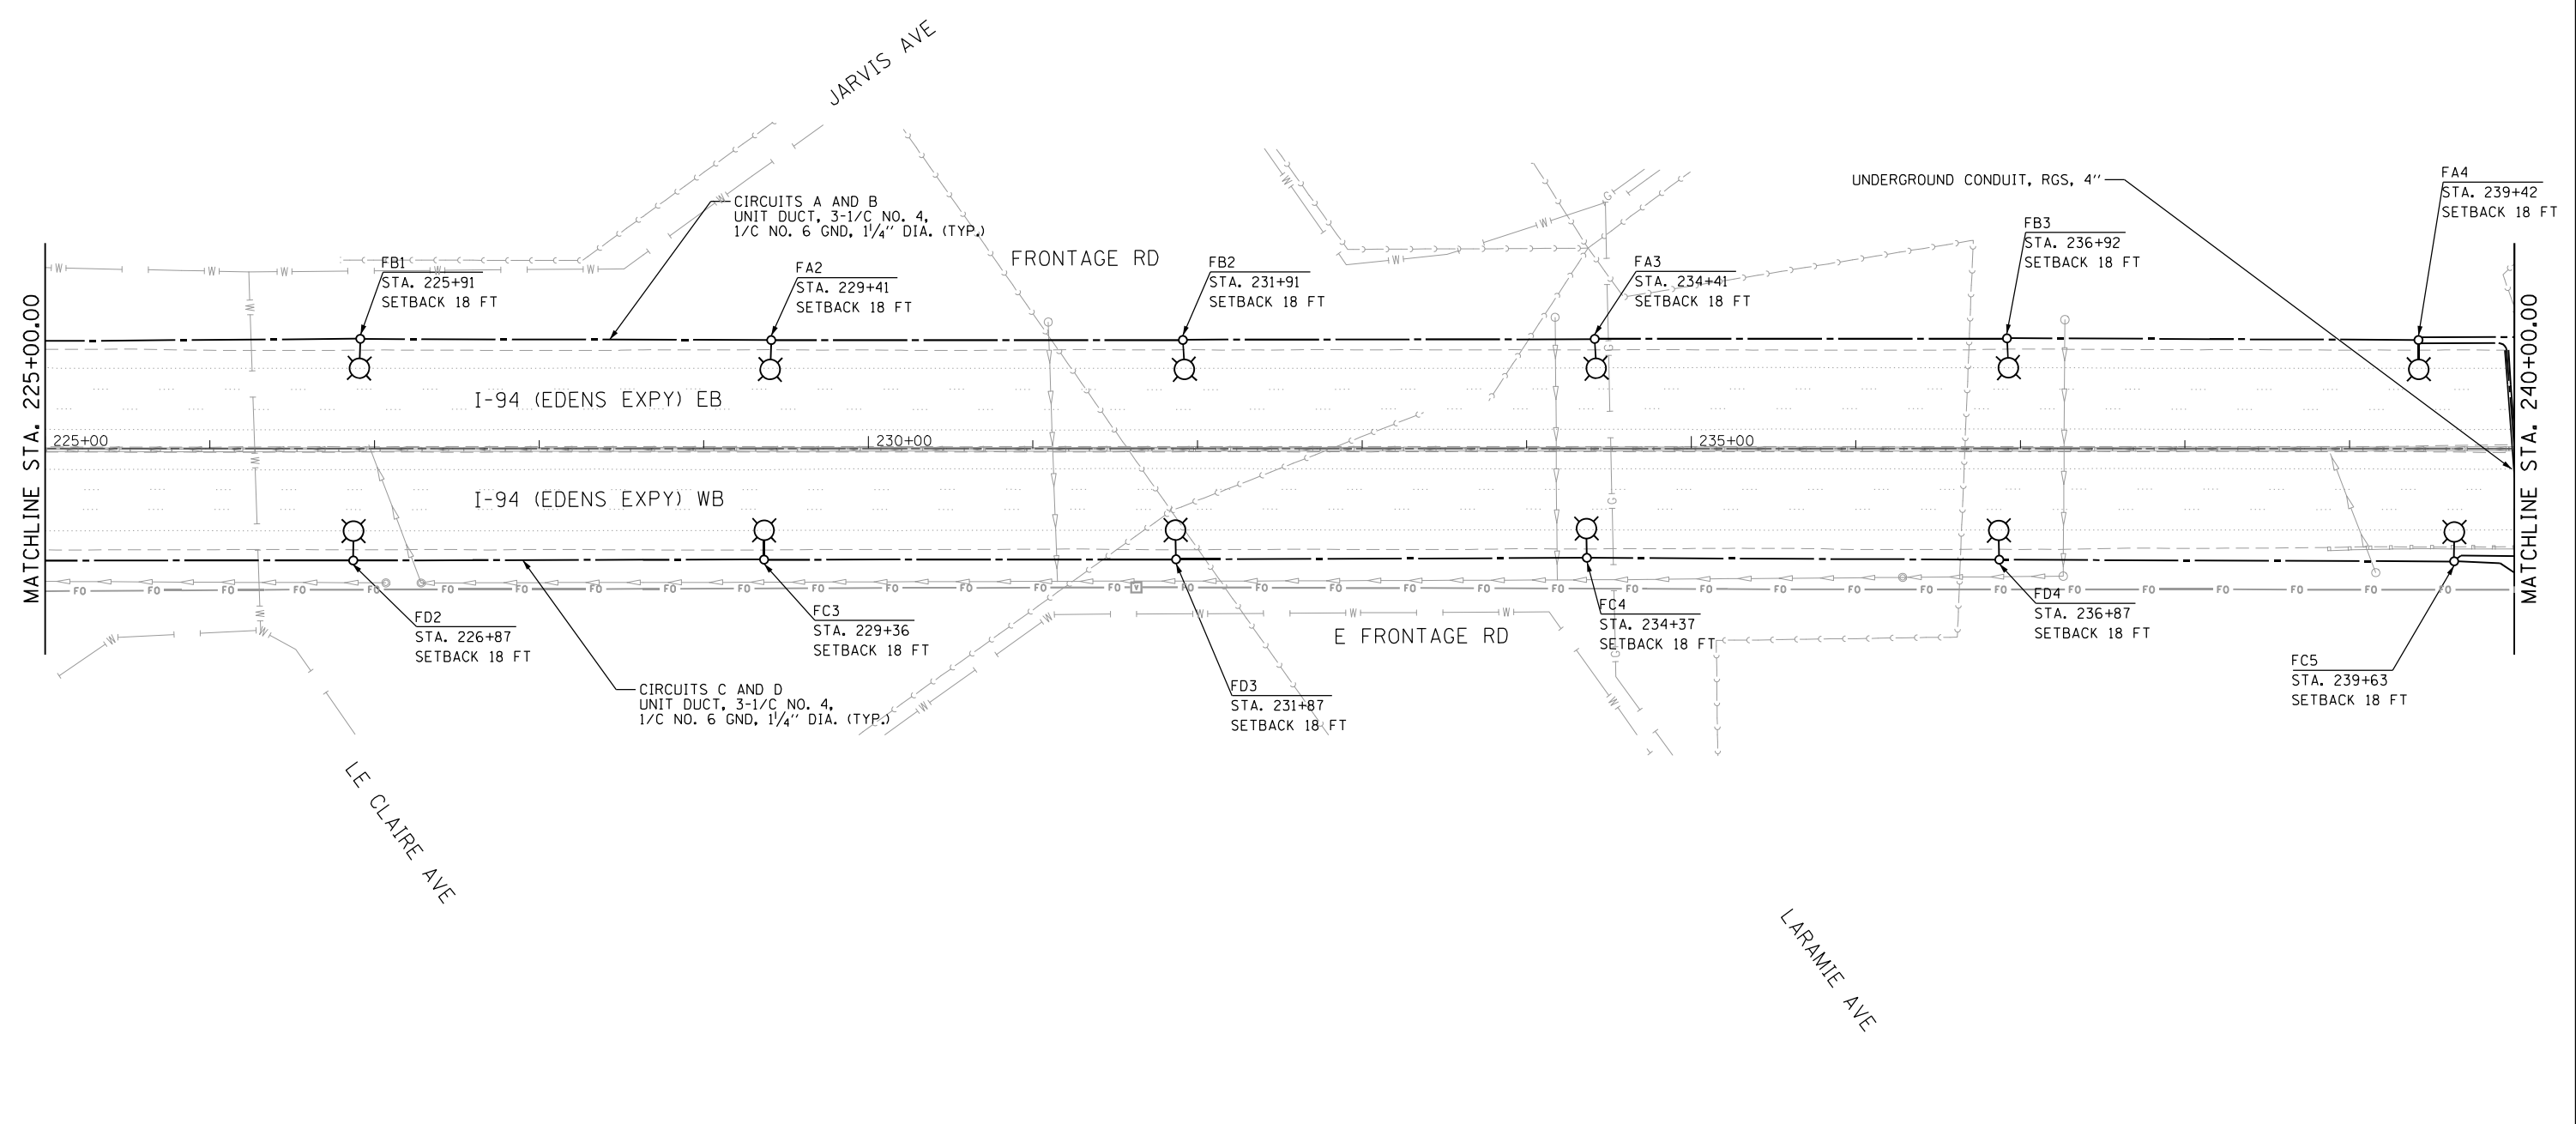 JARVIS AVE
UNDERGROUND CONDUIT, RGS, 4"
FA4
STA. 239+42
SETBACK 18 FT
CIRCUITS A AND B
UNIT DUCT, 3-1/C NO. 4,
1/C NO. 6 GND, 1 1/4" DIA. (TYP.)
FRONTAGE RD
FB1
STA. 225+91
SETBACK 18 FT
FA2
STA. 229+41
SETBACK 18 FT
FB2
STA. 231+91
SETBACK 18 FT
FA3
STA. 234+41
SETBACK 18 FT
FB3
STA. 236+92
SETBACK 18 FT
MATCHLINE STA. 225+00.00
MATCHLINE STA. 240+00.00
I-94 (EDENS EXPY) EB
225+00
230+00
235+00
I-94 (EDENS EXPY) WB
FD2
STA. 226+87
SETBACK 18 FT
FC3
STA. 229+36
SETBACK 18 FT
FD3
STA. 231+87
SETBACK 18 FT
FC4
STA. 234+37
SETBACK 18 FT
FD4
STA. 236+87
SETBACK 18 FT
FC5
STA. 239+63
SETBACK 18 FT
E FRONTAGE RD
CIRCUITS C AND D
UNIT DUCT, 3-1/C NO. 4,
1/C NO. 6 GND, 1 1/4" DIA. (TYP.)
LE CLAIRE AVE
LARAMIE AVE